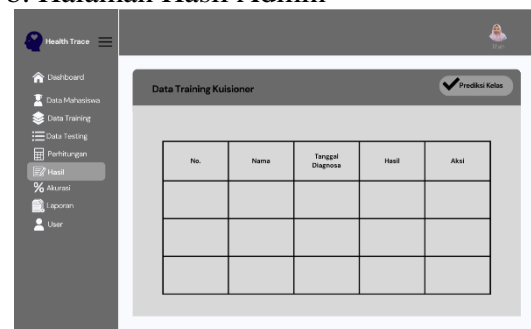 Health Trace
Dashboard
Data Mahasiswa
Data Training
Data Testing
Perhitungan
Hasil
Akurasi
Laporan
User
Data Training Kuisioner
Prediksi Kelas
No.
Nama
Tanggal
Diagnosa
Hasil
Aksi